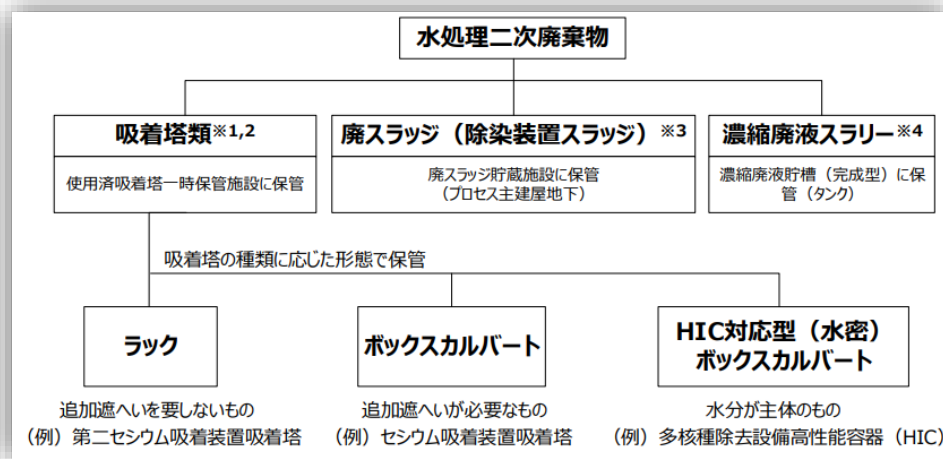 水処理二次廃棄物
吸着塔類※1,2
使用済吸着塔一時保管施設に保管
廃スラッジ（除染装置スラッジ）※3
廃スラッジ貯蔵施設に保管
（プロセス主建屋地下）
濃縮廃液スラリー※4
濃縮廃液貯槽（完成型）に保
管（タンク）
吸着塔の種類に応じた形態で保管
ラック
追加遮へいを要しないもの
（例）第二セシウム吸着装置吸着塔
ボックスカルバート
追加遮へいが必要なもの
（例）セシウム吸着装置吸着塔
HIC対応型（水密）
ボックスカルバート
水分が主体のもの
（例）多核種除去設備高性能容器（HIC）